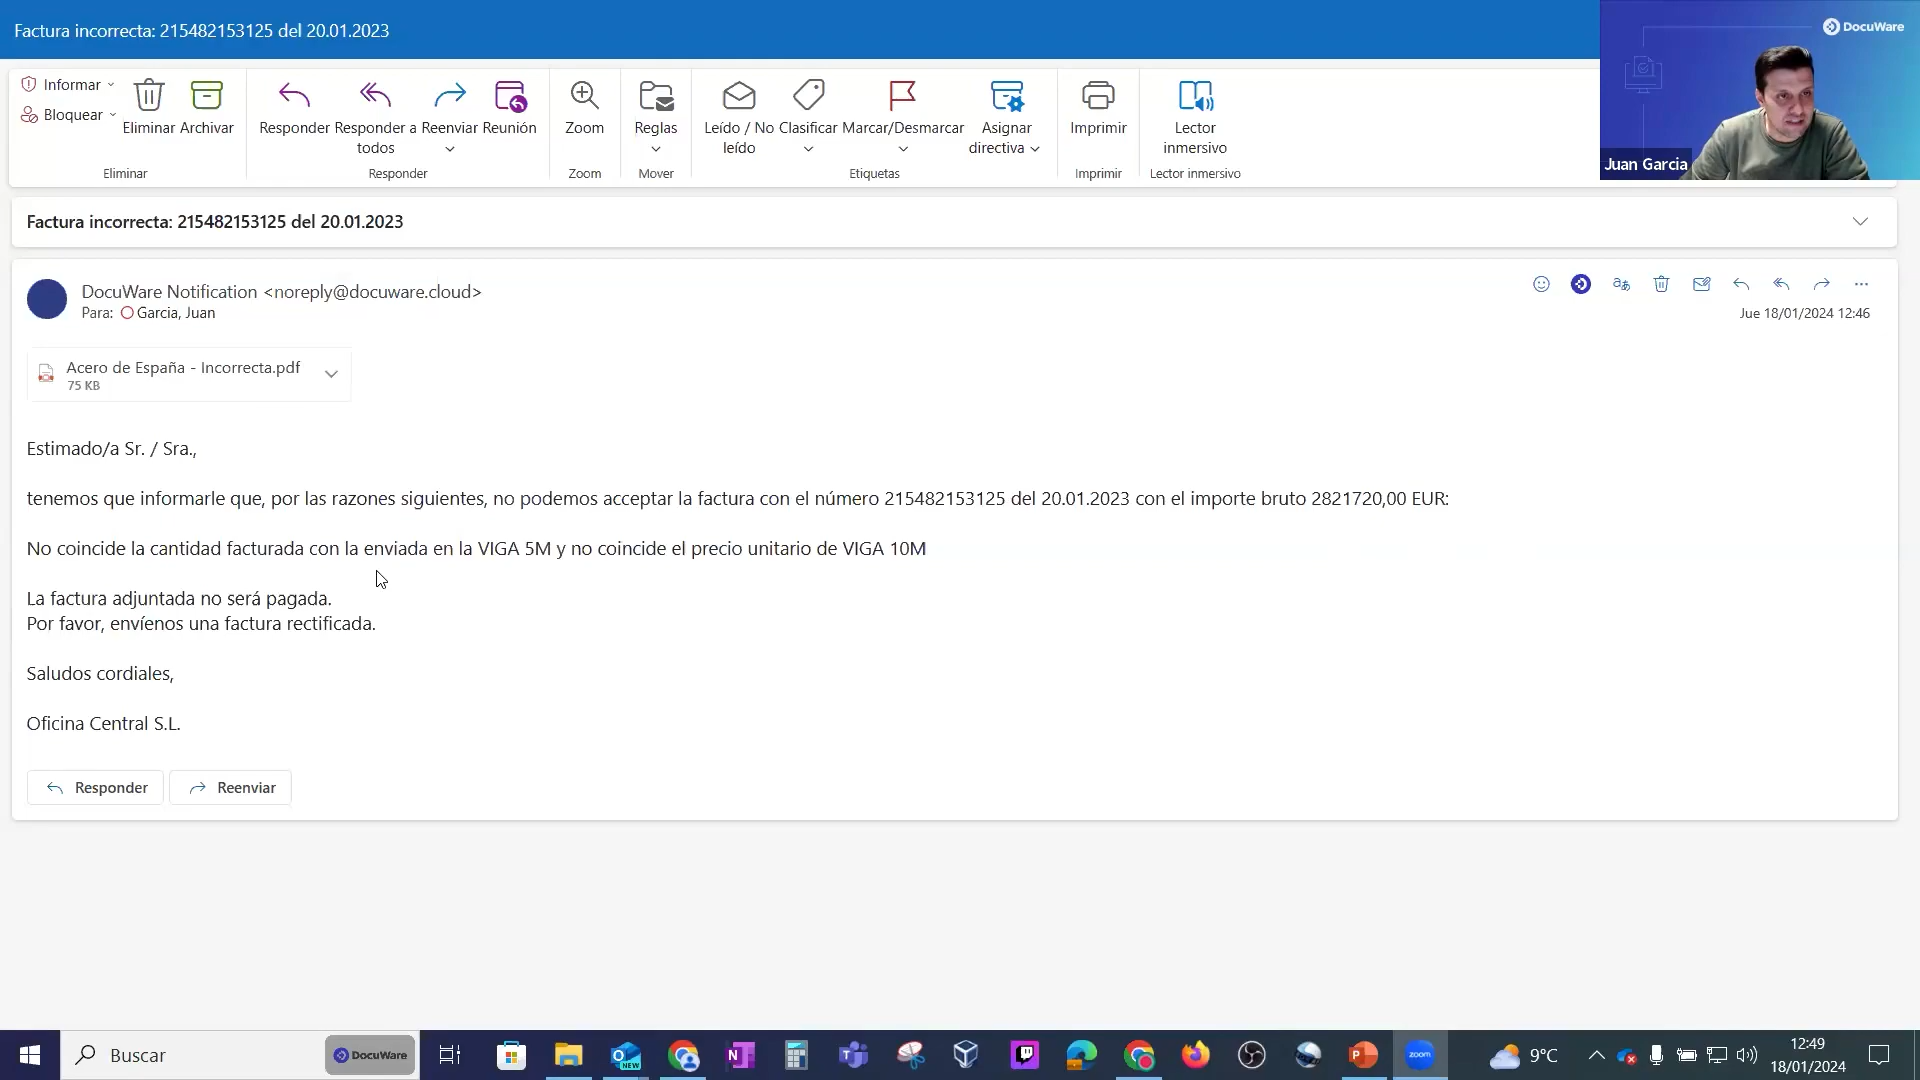 Factura incorrecta: 215482153125 del 20.01.2023
DocuWare
Juan Garcia
Informar
Bloquear
Eliminar
Archivar
Eliminar
Responder
Responder a todos
Reenviar
Reunión
Responder
Zoom
Zoom
Reglas
Mover
Leído / No leído
Clasificar
Marcar/Desmarcar
Etiquetas
Asignar directiva
Imprimir
Imprimir
Lector inmersivo
Lector inmersivo
Factura incorrecta: 215482153125 del 20.01.2023
DocuWare Notification <noreply@docuware.cloud>
Para: Garcia, Juan
Jue 18/01/2024 12:46
Acero de España - Incorrecta.pdf
75 KB
Estimado/a Sr. / Sra.,
tenemos que informarle que, por las razones siguientes, no podemos acceptar la factura con el número 215482153125 del 20.01.2023 con el importe bruto 2821720,00 EUR:
No coincide la cantidad facturada con la enviada en la VIGA 5M y no coincide el precio unitario de VIGA 10M
La factura adjuntada no será pagada.
Por favor, envíenos una factura rectificada.
Saludos cordiales,
Oficina Central S.L.
Responder
Reenviar
Buscar
DocuWare
NEW
zoom
9°C
12:49
18/01/2024